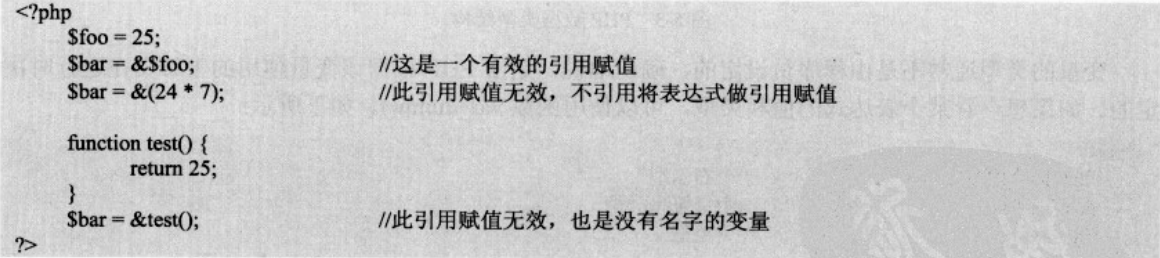 <?php
$foo = 25;
$bar = &$foo; //这是一个有效的引用赋值
$bar = &(24 * 7); //此引用赋值无效，不引用将表达式做引用赋值
function test() {
return 25;
}
$bar = &test(); //此引用赋值无效，也是没有名字的变量
?>